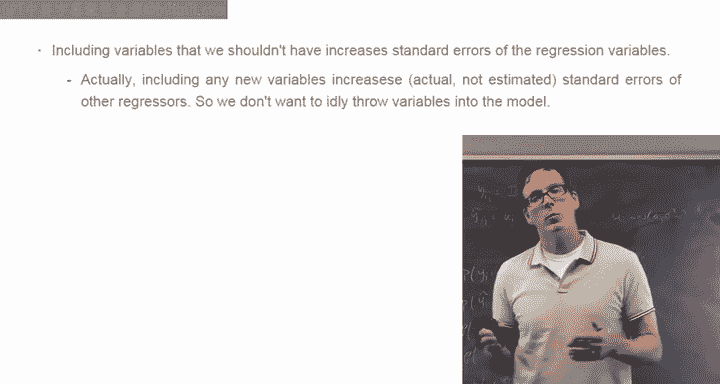 · Including variables that we shouldn't have increases standard errors of the regression variables.
- Actually, including any new variables increasese (actual, not estimated) standard errors of
other regressors. So we don't want to idly throw variables into the model.